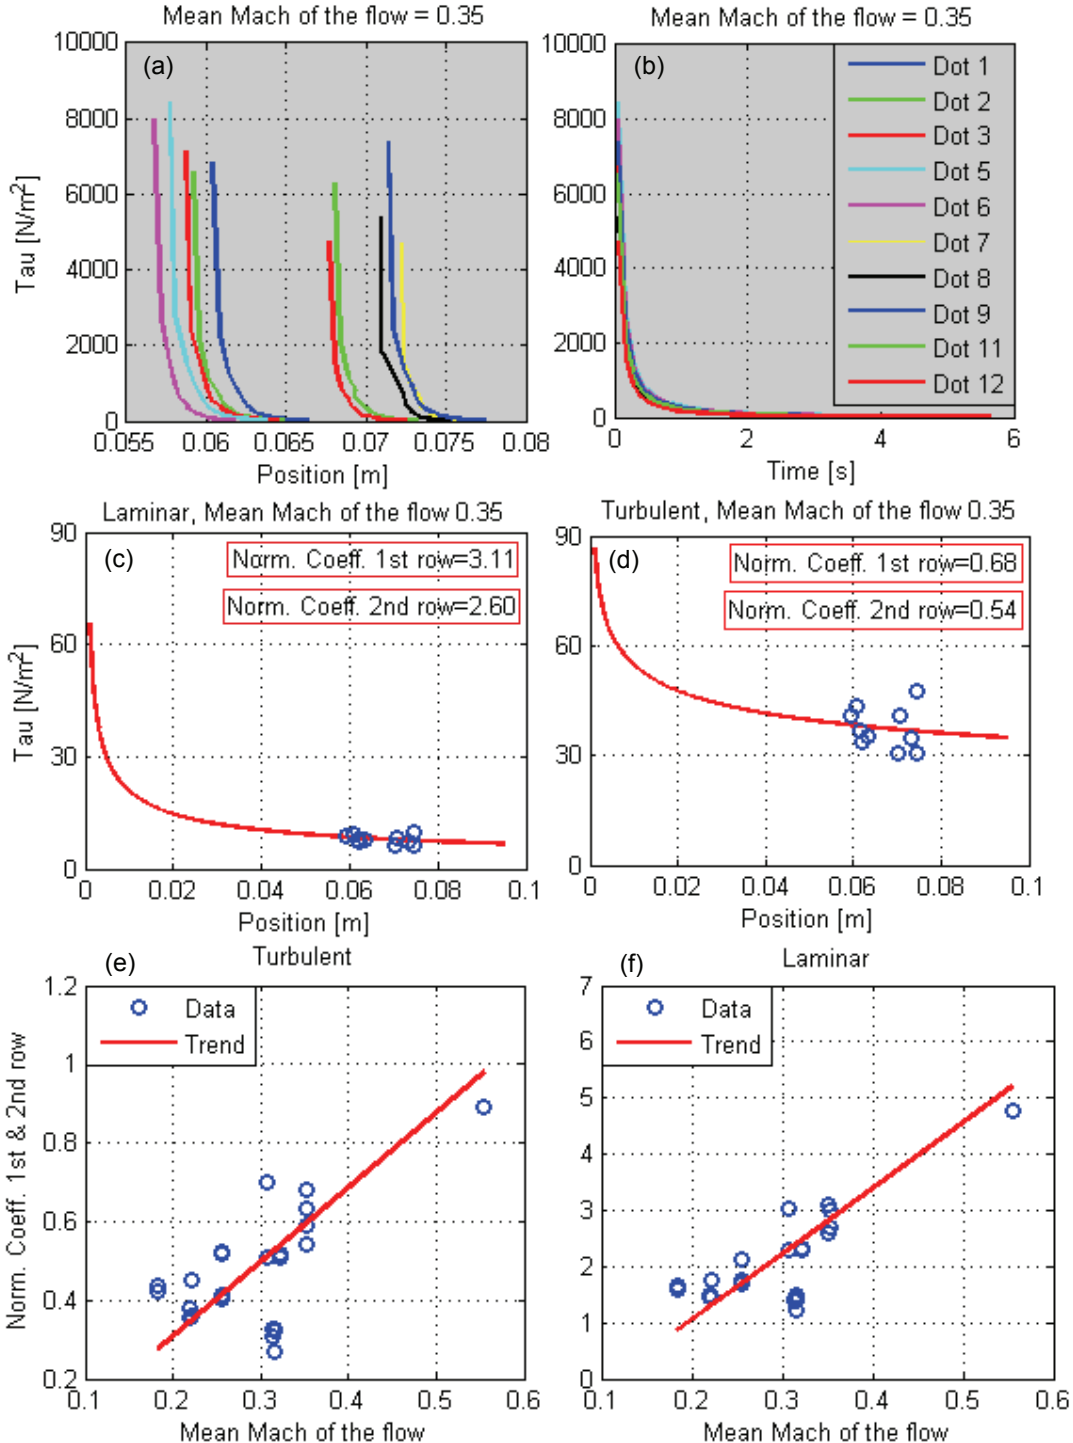 Mean Mach of the flow = 0.35
(a)
10000
8000
6000
4000
2000
0
Tau [N/m2]
0.055 0.06 0.065 0.07 0.075 0.08
Position [m]
Mean Mach of the flow = 0.35
(b)
10000
8000
6000
4000
2000
0
Dot 1
Dot 2
Dot 3
Dot 5
Dot 6
Dot 7
Dot 8
Dot 9
Dot 11
Dot 12
0 2 4 6
Time [s]
Laminar, Mean Mach of the flow 0.35
(c)
Norm. Coeff. 1st row=3.11
Norm. Coeff. 2nd row=2.60
90
60
30
0
Tau [N/m2]
0 0.02 0.04 0.06 0.08 0.1
Position [m]
Turbulent, Mean Mach of the flow 0.35
(d)
Norm. Coeff. 1st row=0.68
Norm. Coeff. 2nd row=0.54
90
60
30
0
0 0.02 0.04 0.06 0.08 0.1
Position [m]
(e)
Turbulent
Data
Trend
1.2
1
0.8
0.6
0.4
0.2
Norm. Coeff. 1st & 2nd row
0.1 0.2 0.3 0.4 0.5 0.6
Mean Mach of the flow
(f)
Laminar
Data
Trend
7
6
5
4
3
2
1
0
0.1 0.2 0.3 0.4 0.5 0.6
Mean Mach of the flow